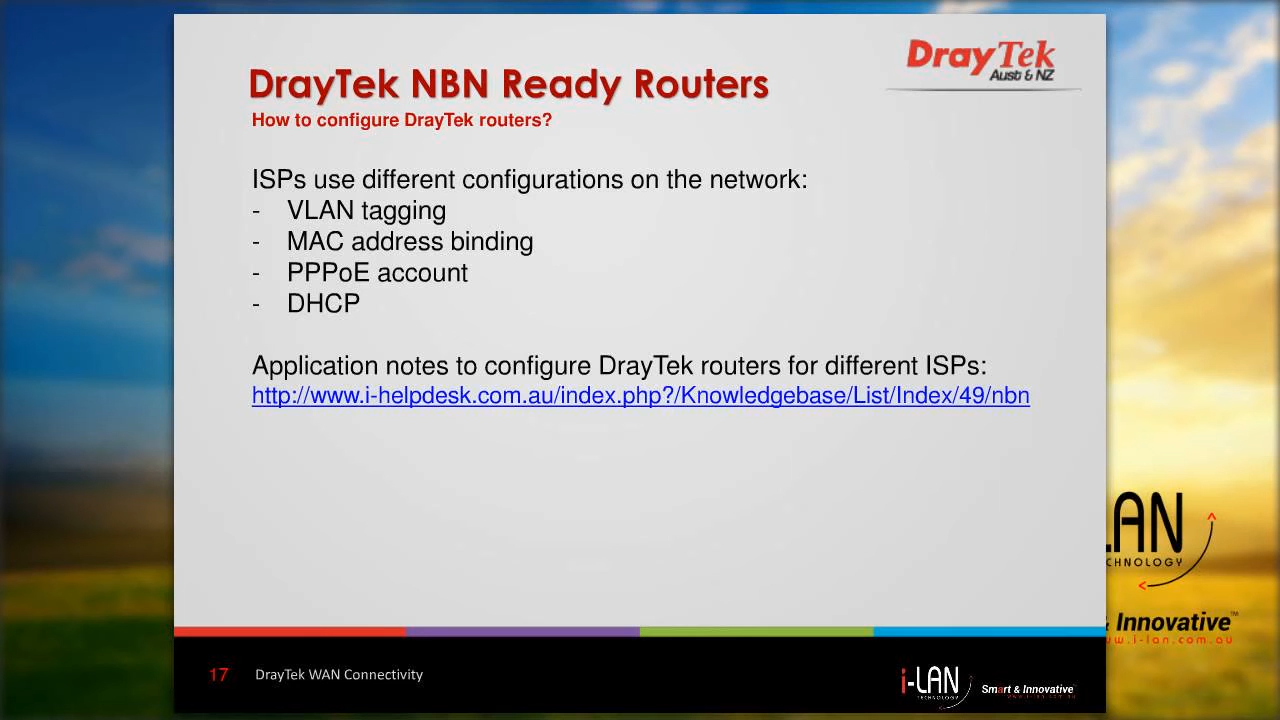 DrayTek
Aust & NZ
DrayTek NBN Ready Routers
How to configure DrayTek routers?
ISPs use different configurations on the network:
- VLAN tagging
- MAC address binding
- PPPoE account
- DHCP
Application notes to configure DrayTek routers for different ISPs:
http://www.i-helpdesk.com.au/index.php?/Knowledgebase/List/Index/49/nbn
LAN
CHNOLOGY
& Innovative™
w.i-lan.com.au
17 DrayTek WAN Connectivity
i-LAN
TECHNOLOGY
Smart & Innovative